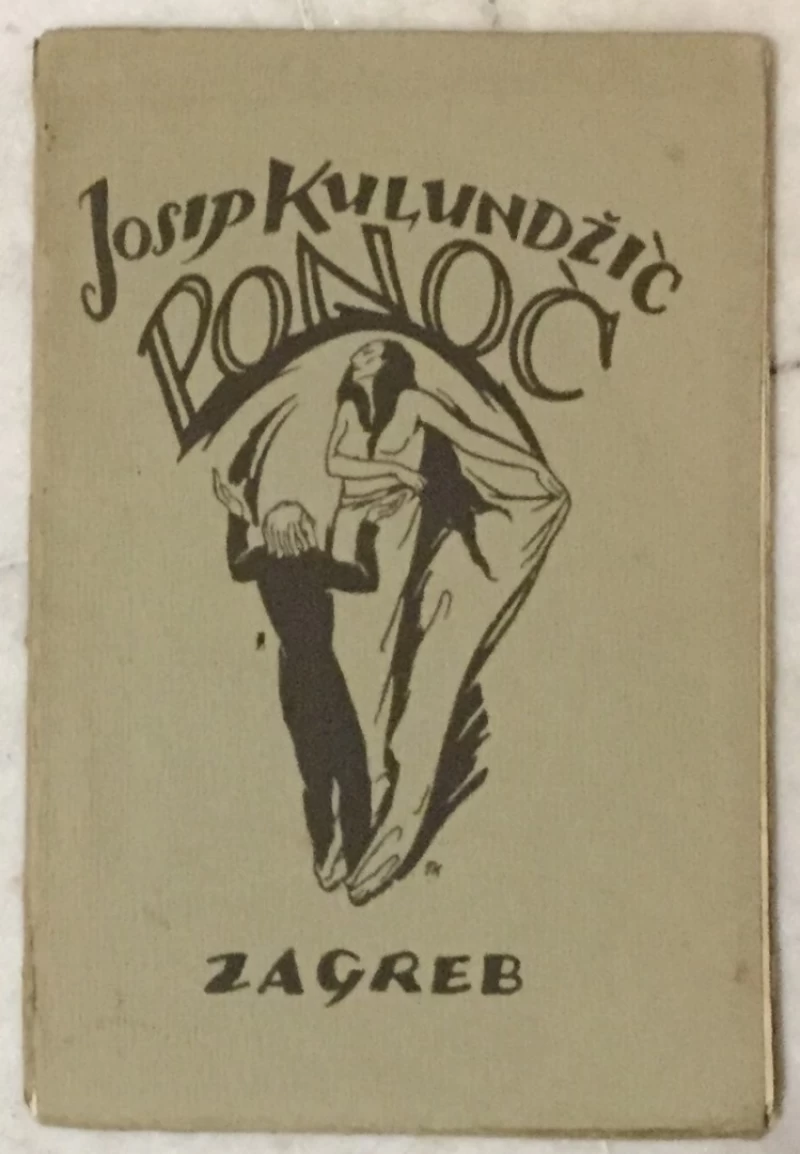 Josip Kulundžić
PONOĆ
ZAGREB